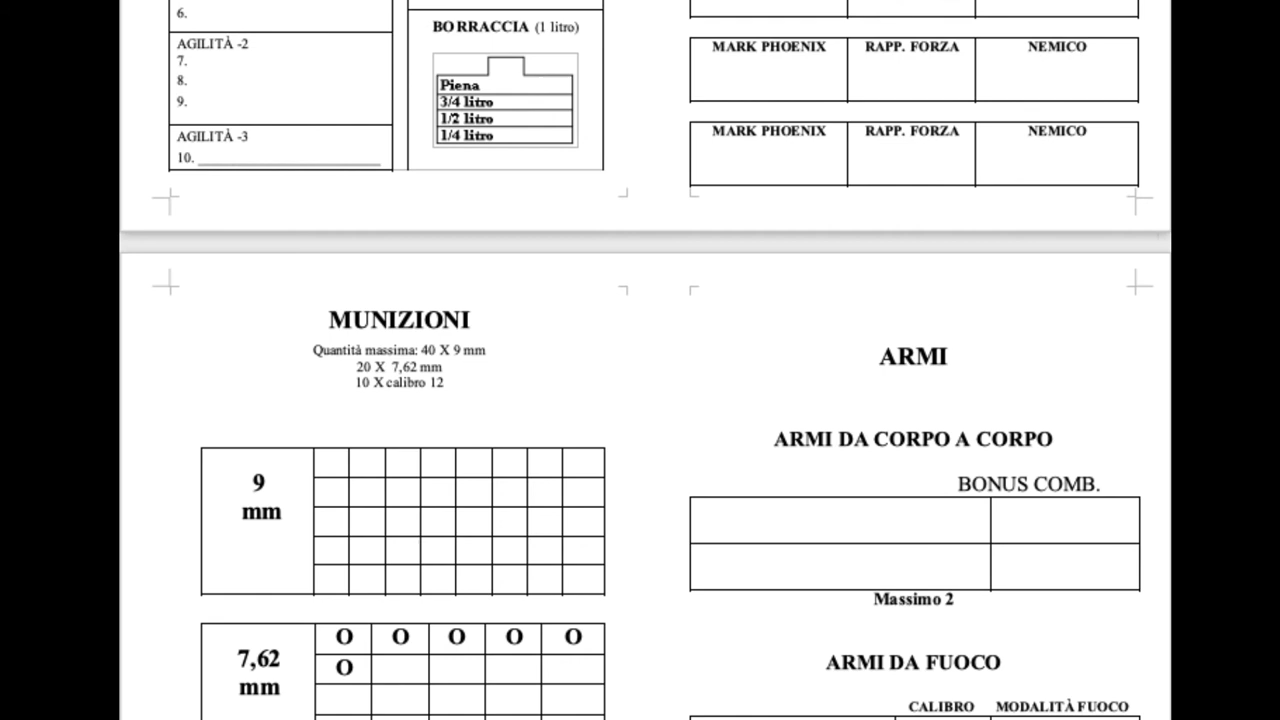 6.
AGILITÀ -2
7.
8.
9.
AGILITÀ -3
10.
BORRACCIA (1 litro)
Piena
3/4 litro
1/2 litro
1/4 litro
MARK PHOENIX RAPP. FORZA NEMICO
MARK PHOENIX RAPP. FORZA NEMICO
MUNIZIONI
Quantità massima: 40 X 9 mm
20 X 7,62 mm
10 X calibro 12
9
mm
7,62
mm
O O O O O
O
ARMI
ARMI DA CORPO A CORPO
BONUS COMB.
Massimo 2
ARMI DA FUOCO
CALIBRO MODALITÀ FUOCO